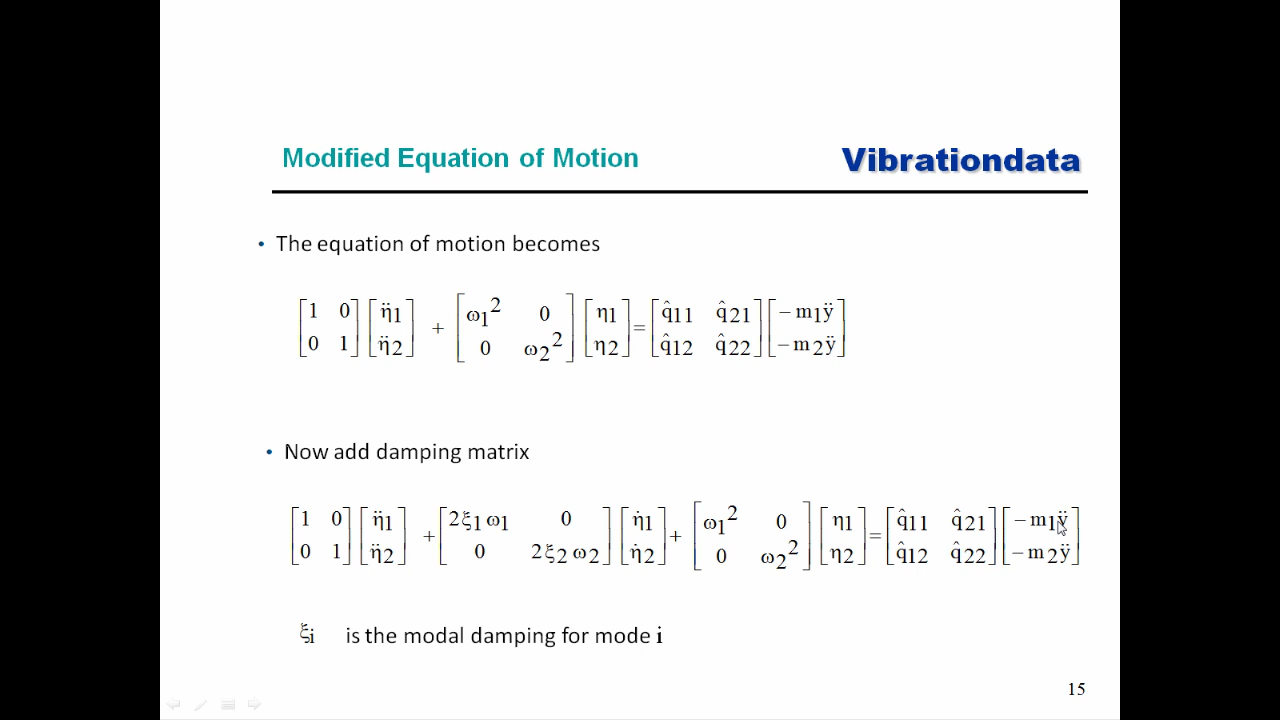 Modified Equation of Motion Vibrationdata
• The equation of motion becomes
[1 0; 0 1] [η̈1; η̈2] + [ω1² 0; 0 ω2²] [η1; η2] = [q̂11 q̂21; q̂12 q̂22] [− m1ÿ; − m2ÿ]
• Now add damping matrix
[1 0; 0 1] [η̈1; η̈2] + [2ξ1ω1 0; 0 2ξ2ω2] [η̇1; η̇2] + [ω1² 0; 0 ω2²] [η1; η2] = [q̂11 q̂21; q̂12 q̂22] [− m1ÿ; − m2ÿ]
ξi is the modal damping for mode i
15